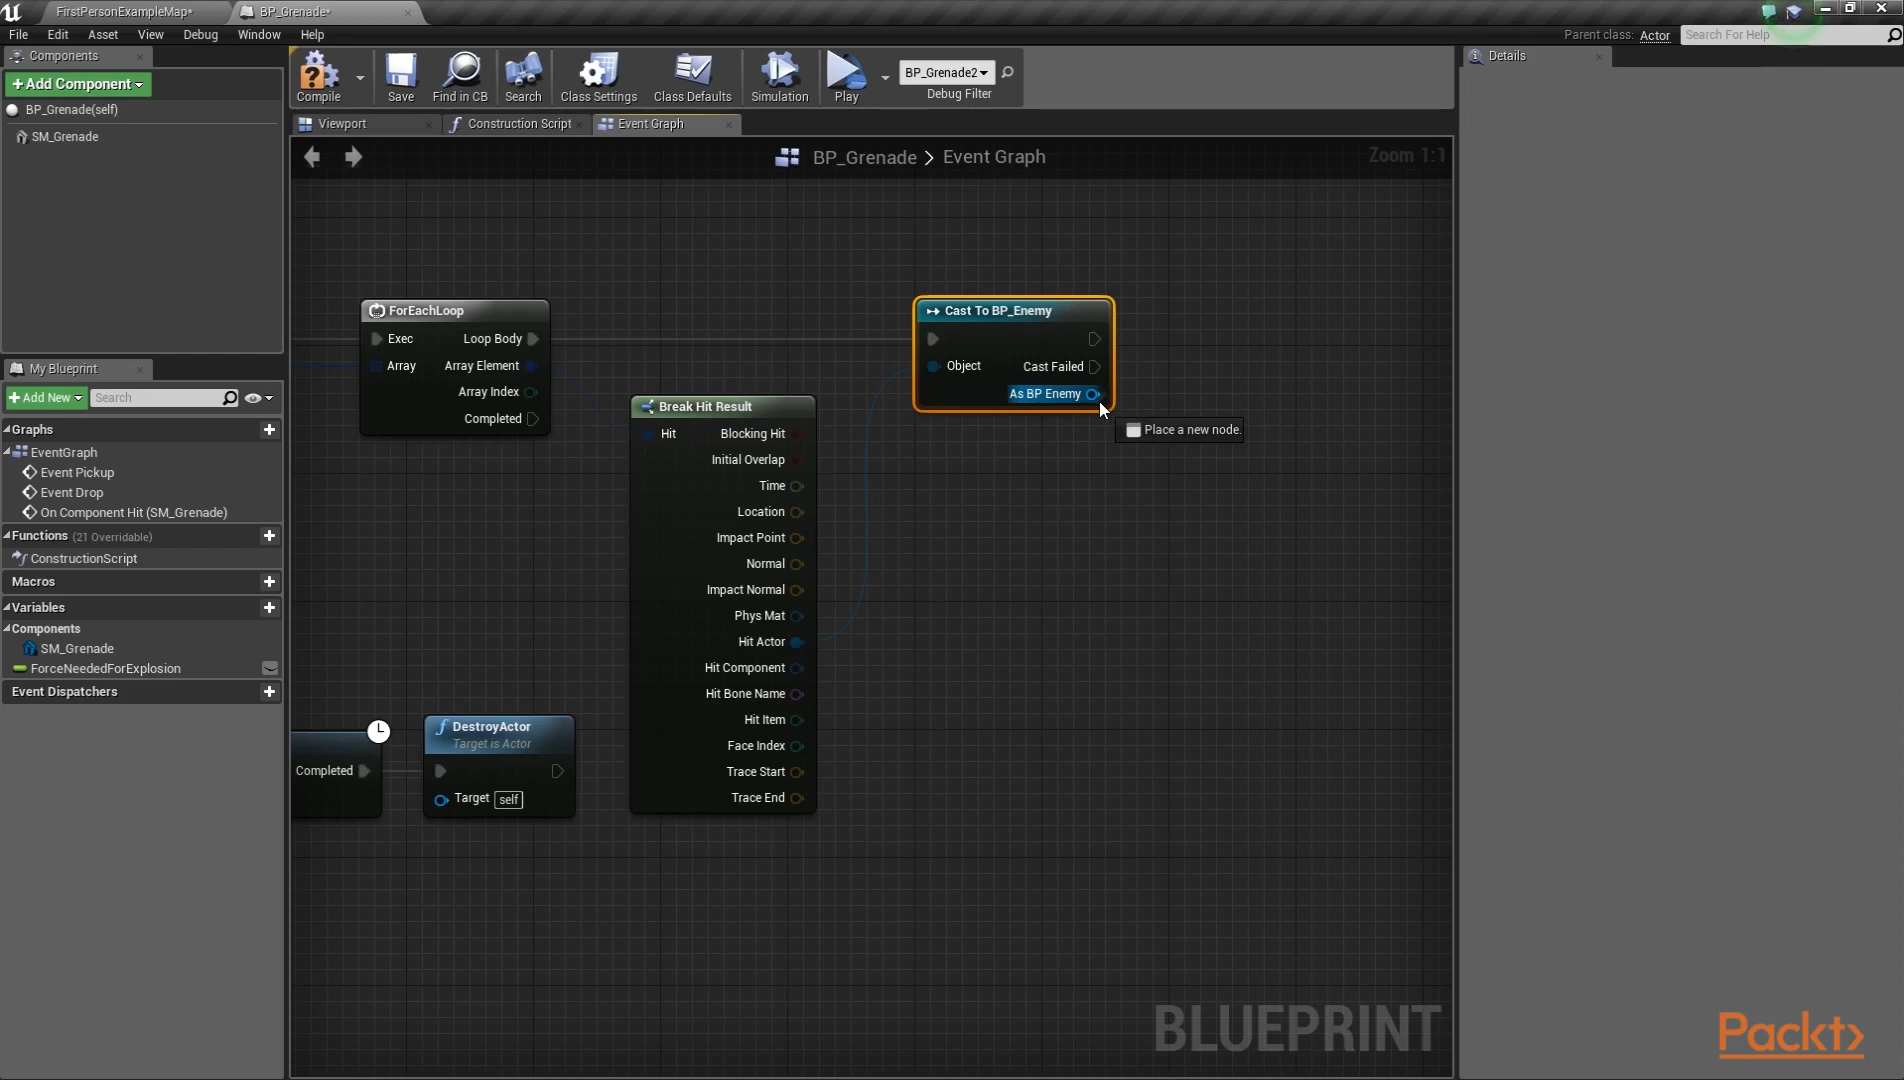 FirstPersonExampleMap*
BP_Grenade*
File Edit Asset View Debug Window Help
Parent class: Actor
Search For Help
Components
Add Component
BP_Grenade(self)
SM_Grenade
Compile
Save
Find in CB
Search
Class Settings
Class Defaults
Simulation
Play
BP_Grenade2
Debug Filter
Details
Viewport
Construction Script
Event Graph
BP_Grenade > Event Graph
Zoom 1:1
My Blueprint
Add New
Search
Graphs
EventGraph
Event Pickup
Event Drop
On Component Hit (SM_Grenade)
Functions (21 Overridable)
ConstructionScript
Macros
Variables
Components
SM_Grenade
ForceNeededForExplosion
Event Dispatchers
ForEachLoop
Exec Loop Body
Array Array Element
Array Index
Completed
Break Hit Result
Hit Blocking Hit
Initial Overlap
Time
Location
Impact Point
Normal
Impact Normal
Phys Mat
Hit Actor
Hit Component
Hit Bone Name
Hit Item
Face Index
Trace Start
Trace End
Cast To BP_Enemy
Object Cast Failed
As BP Enemy
Place a new node.
Completed
DestroyActor
Target is Actor
Target self
BLUEPRINT
Packt>